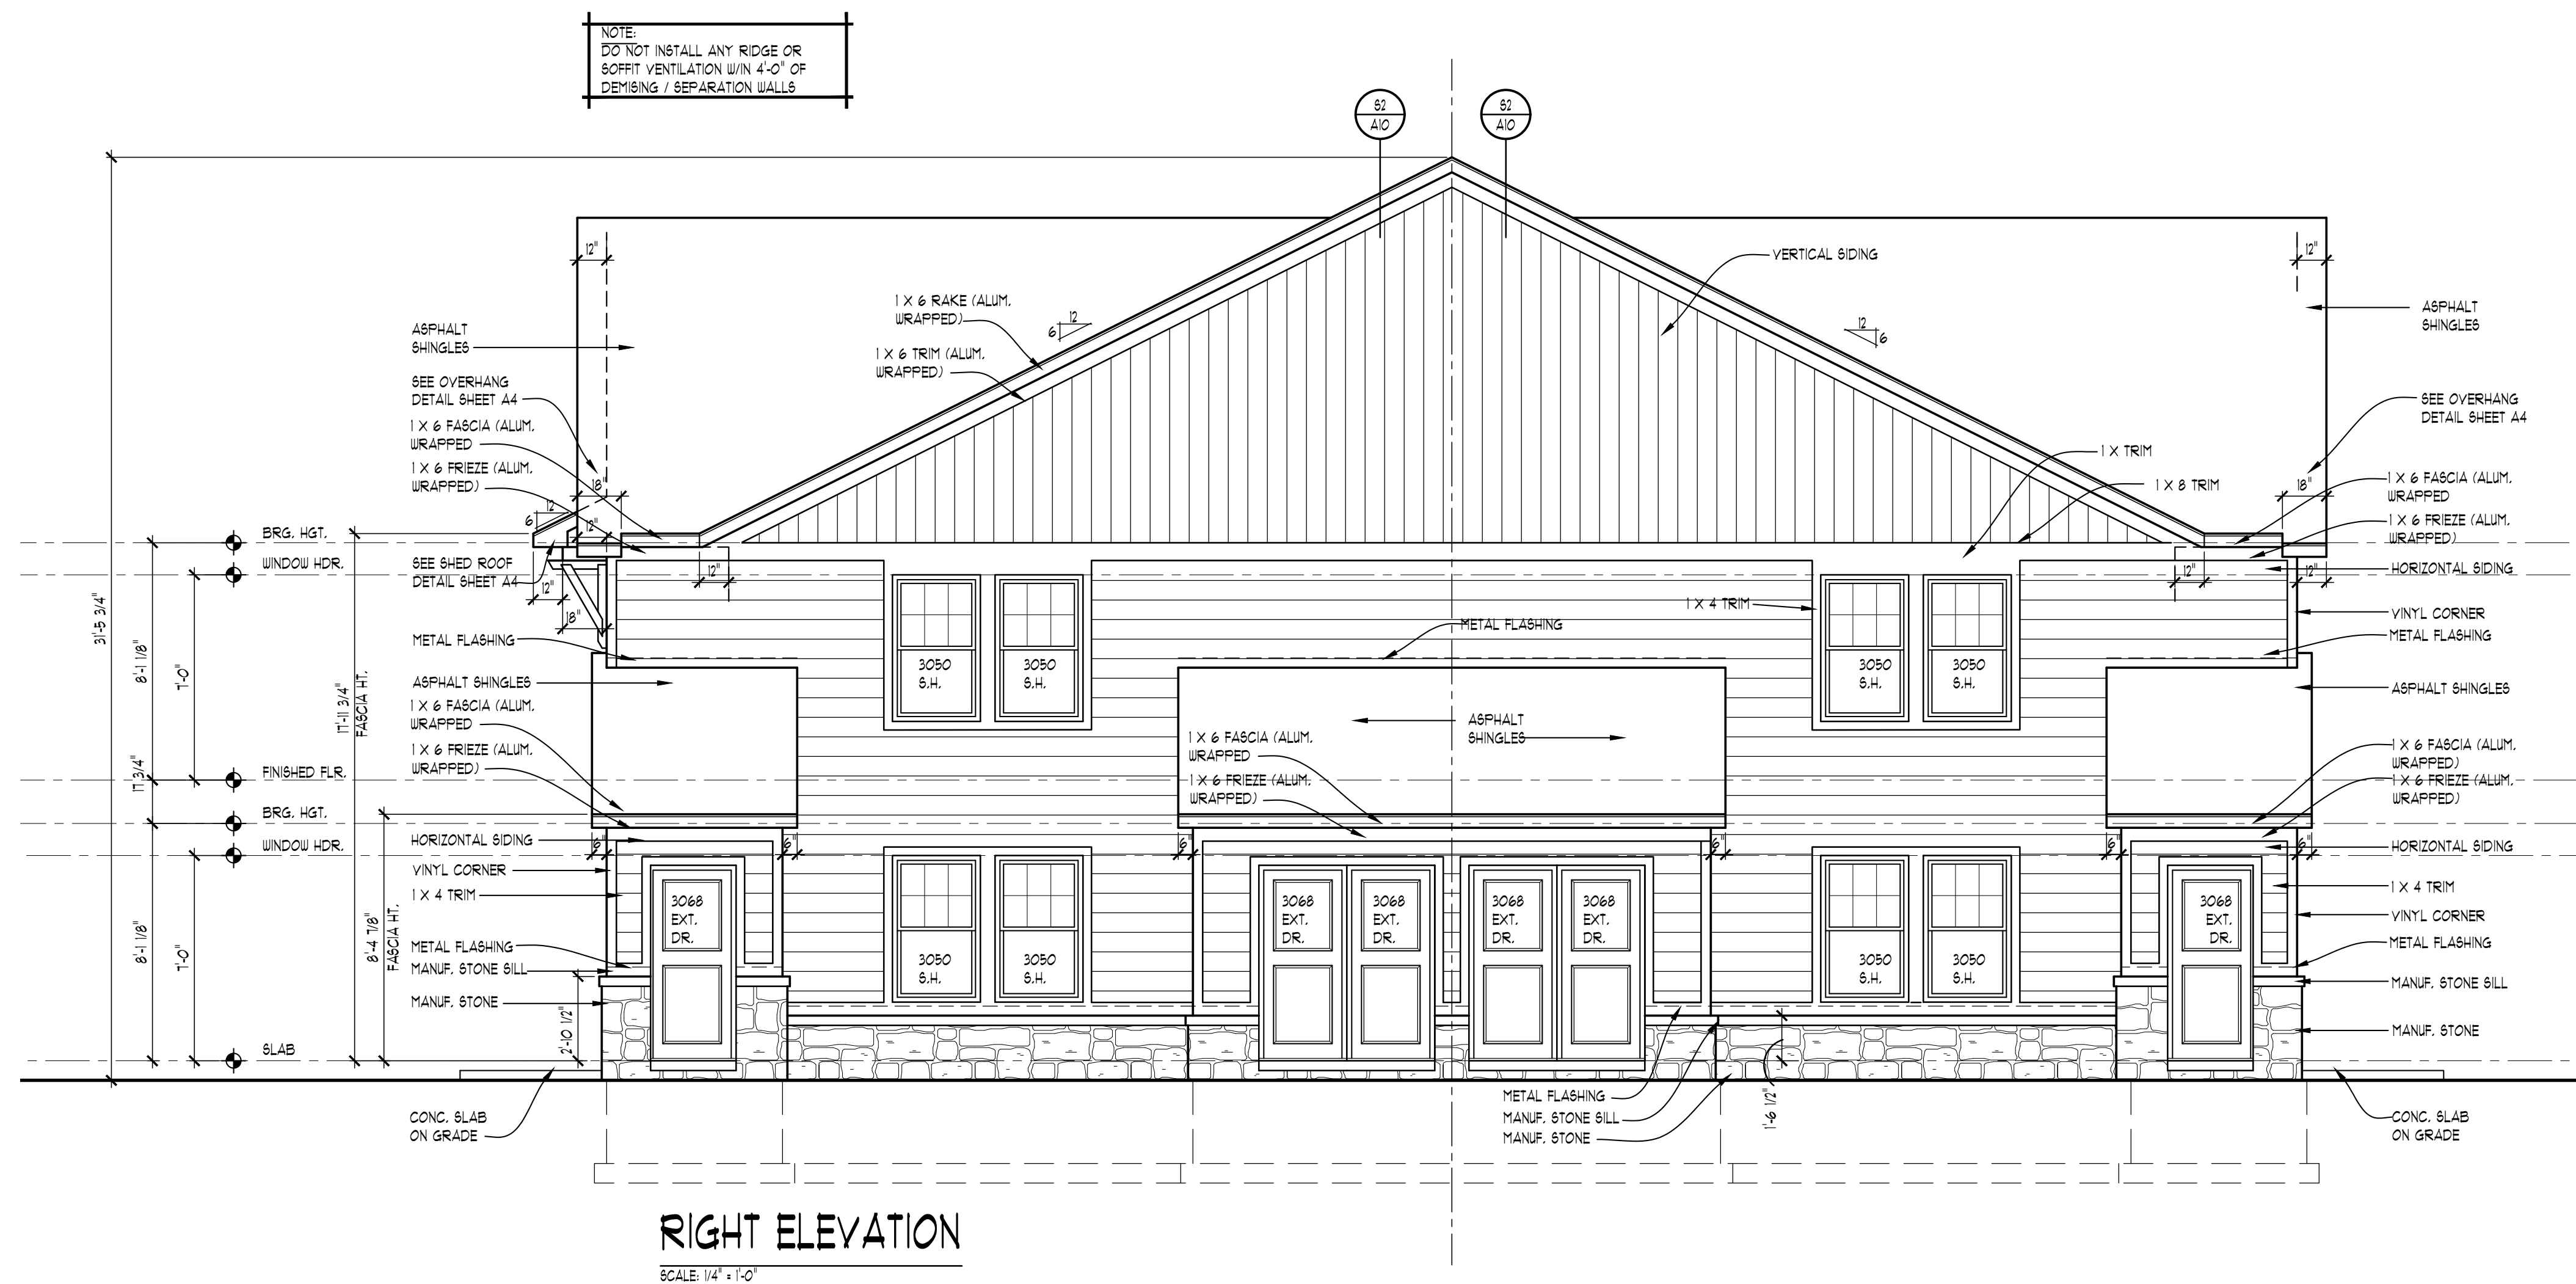 NOTE:
DO NOT INSTALL ANY RIDGE OR
SOFFIT VENTILATION W/IN 4'-0" OF
DEMISING / SEPARATION WALLS
S2
A10
S2
A10
12"
12"
VERTICAL SIDING
1 X 6 RAKE (ALUM.
WRAPPED)
12
6
12
6
ASPHALT
SHINGLES
ASPHALT
SHINGLES
1 X 6 TRIM (ALUM.
WRAPPED)
SEE OVERHANG
DETAIL SHEET A4
SEE OVERHANG
DETAIL SHEET A4
1 X 6 FASCIA (ALUM.
WRAPPED
1 X 6 FRIEZE (ALUM.
WRAPPED)
1 X TRIM
1 X 8 TRIM
1 X 6 FASCIA (ALUM.
WRAPPED
1 X 6 FRIEZE (ALUM.
WRAPPED)
18"
18"
12
6
12"
BRG. HGT.
WINDOW HDR.
SEE SHED ROOF
DETAIL SHEET A4
12"
18"
12"
12"
12"
HORIZONTAL SIDING
1 X 4 TRIM
VINYL CORNER
METAL FLASHING
METAL FLASHING
METAL FLASHING
31'-5 3/4"
8'-1 1/8"
7'-0"
17'-11 3/4"
FASCIA HT.
3050
S.H.
3050
S.H.
3050
S.H.
3050
S.H.
ASPHALT SHINGLES
ASPHALT SHINGLES
1 X 6 FASCIA (ALUM.
WRAPPED
1 X 6 FRIEZE (ALUM.
WRAPPED)
ASPHALT
SHINGLES
1 X 6 FASCIA (ALUM.
WRAPPED
1 X 6 FRIEZE (ALUM.
WRAPPED)
1 X 6 FASCIA (ALUM.
WRAPPED)
1 X 6 FRIEZE (ALUM.
WRAPPED)
17 3/4"
FINISHED FLR.
BRG. HGT.
WINDOW HDR.
HORIZONTAL SIDING
6"
6"
6"
6"
6"
6"
HORIZONTAL SIDING
VINYL CORNER
1 X 4 TRIM
1 X 4 TRIM
VINYL CORNER
8'-1 1/8"
7'-0"
8'-4 7/8"
FASCIA HT.
3068
EXT.
DR.
3068
EXT.
DR.
3068
EXT.
DR.
3068
EXT.
DR.
3068
EXT.
DR.
3068
EXT.
DR.
METAL FLASHING
MANUF. STONE SILL
MANUF. STONE
3050
S.H.
3050
S.H.
3050
S.H.
3050
S.H.
METAL FLASHING
MANUF. STONE SILL
MANUF. STONE
2'-10 1/2"
SLAB
1'-6 1/2"
METAL FLASHING
MANUF. STONE SILL
MANUF. STONE
CONC. SLAB
ON GRADE
CONC. SLAB
ON GRADE
RIGHT ELEVATION
SCALE: 1/4" = 1'-0"